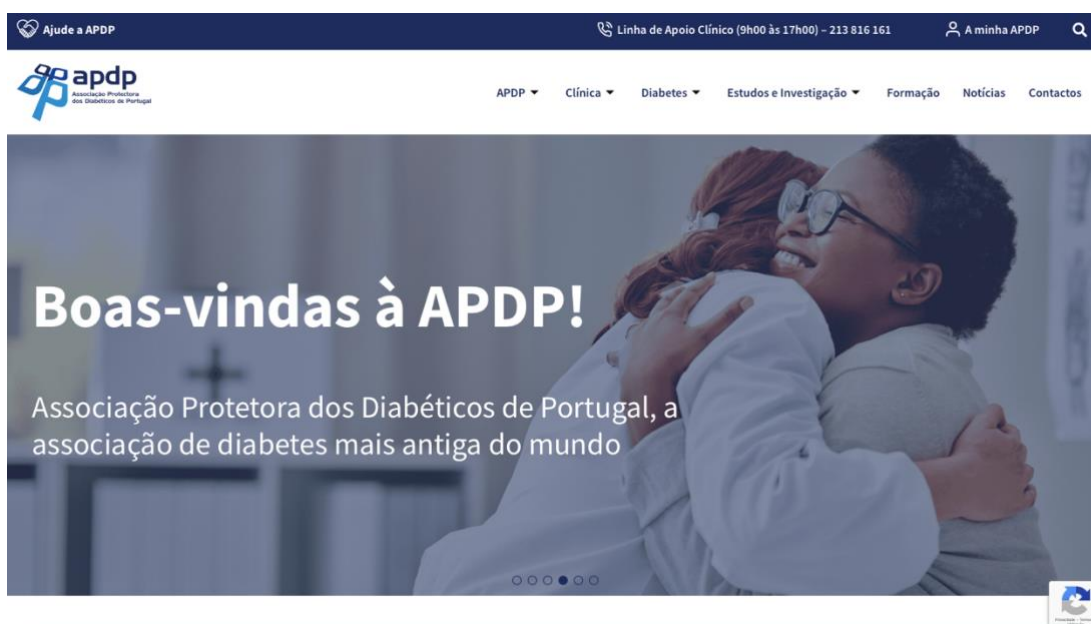 Ajude a APDP
Linha de Apoio Clínico (9h00 às 17h00) – 213 816 161
A minha APDP
apdp
Associação Protectora
dos Diabéticos de Portugal
APDP
Clínica
Diabetes
Estudos e Investigação
Formação
Notícias
Contactos
Boas-vindas à APDP!
Associação Protetora dos Diabéticos de Portugal, a
associação de diabetes mais antiga do mundo